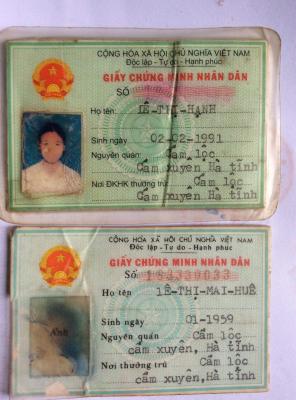 CỘNG HÒA XÃ HỘI CHỦ NGHĨA VIỆT NAM
Độc lập - Tự do - Hạnh phúc
GIẤY CHỨNG MINH NHÂN DÂN
SỐ
Họ tên: LÊ-THỊ-HẠNH
Sinh ngày 02-02-1991
Nguyên quán: Cẩm lộc
Cẩm xuyên Hà tĩnh
Nơi ĐKHK thường trú: Cẩm lộc
Cẩm xuyên Hà tĩnh
CỘNG HÒA XÃ HỘI CHỦ NGHĨA VIỆT NAM
Độc lập - Tự do - Hạnh phúc
GIẤY CHỨNG MINH NHÂN DÂN
Số
Họ tên LÊ-THỊ-MAI-HUÊ
Sinh ngày 01-1959
Nguyên quán Cẩm lộc
cẩm xuyên, Hà tĩnh
Nơi thường trú Cẩm lộc
cẩm xuyên, Hà tĩnh
Ảnh